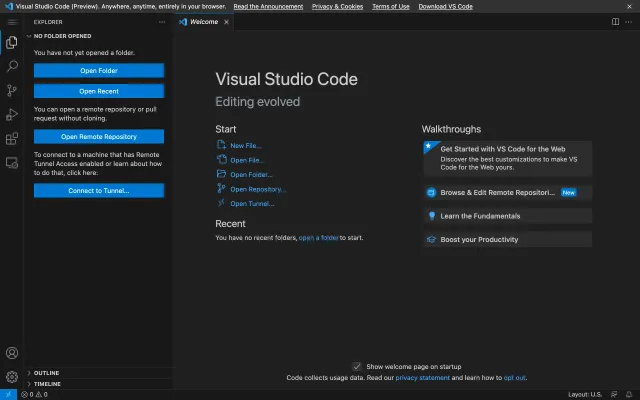 Visual Studio Code (Preview). Anywhere, anytime, entirely in your browser. Read the Announcement Privacy & Cookies Terms of Use Download VS Code
EXPLORER
Welcome
NO FOLDER OPENED
You have not yet opened a folder.
Open Folder
Open Recent
You can open a remote repository or pull
request without cloning.
Open Remote Repository
To connect to a machine that has Remote
Tunnel Access enabled or learn about how
to do that, click here:
Connect to Tunnel...
OUTLINE
TIMELINE
Visual Studio Code
Editing evolved
Start
New File...
Open File...
Open Folder...
Open Repository...
Open Tunnel...
Recent
You have no recent folders, open a folder to start.
Walkthroughs
Get Started with VS Code for the Web
Discover the best customizations to make VS
Code for the Web yours.
Browse & Edit Remote Repositori... New
Learn the Fundamentals
Boost your Productivity
Show welcome page on startup
Code collects usage data. Read our privacy statement and learn how to opt out.
0 0 Layout: U.S.